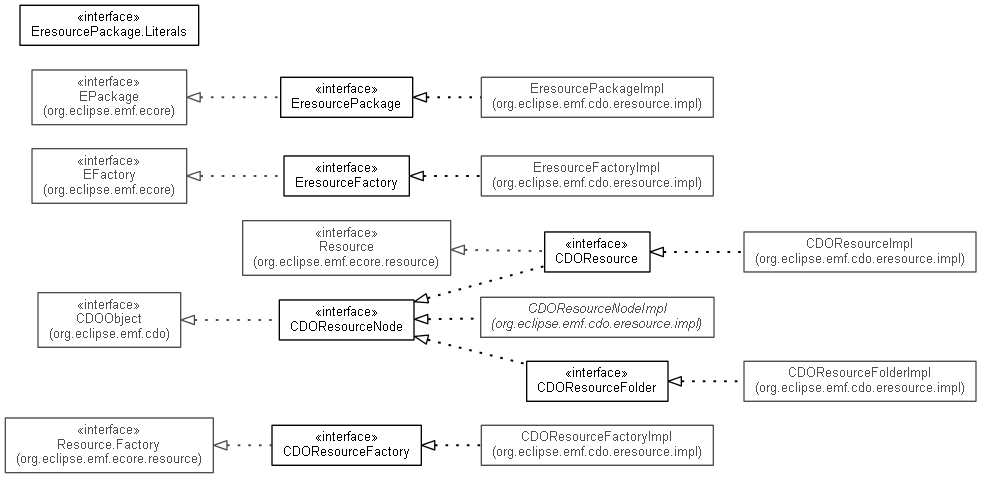 «interface»
EresourcePackage.Literals
«interface»
EPackage
(org.eclipse.emf.ecore)
«interface»
EresourcePackage
EresourcePackageImpl
(org.eclipse.emf.cdo.eresource.impl)
«interface»
EFactory
(org.eclipse.emf.ecore)
«interface»
EresourceFactory
EresourceFactoryImpl
(org.eclipse.emf.cdo.eresource.impl)
«interface»
Resource
(org.eclipse.emf.ecore.resource)
«interface»
CDOResource
CDOResourceImpl
(org.eclipse.emf.cdo.eresource.impl)
«interface»
CDOObject
(org.eclipse.emf.cdo)
«interface»
CDOResourceNode
CDOResourceNodeImpl
(org.eclipse.emf.cdo.eresource.impl)
«interface»
CDOResourceFolder
CDOResourceFolderImpl
(org.eclipse.emf.cdo.eresource.impl)
«interface»
Resource.Factory
(org.eclipse.emf.ecore.resource)
«interface»
CDOResourceFactory
CDOResourceFactoryImpl
(org.eclipse.emf.cdo.eresource.impl)